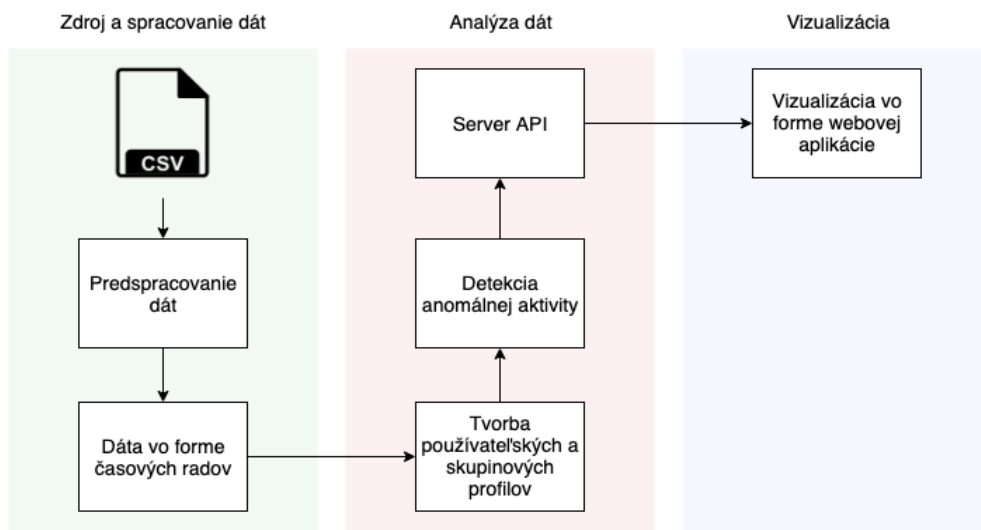 Zdroj a spracovanie dát
Analýza dát
Vizualizácia
CSV
Predspracovanie
dát
Dáta vo forme
časových radov
Server API
Detekcia
anomálnej aktivity
Tvorba
používateľských a
skupinových
profilov
Vizualizácia vo
forme webovej
aplikácie